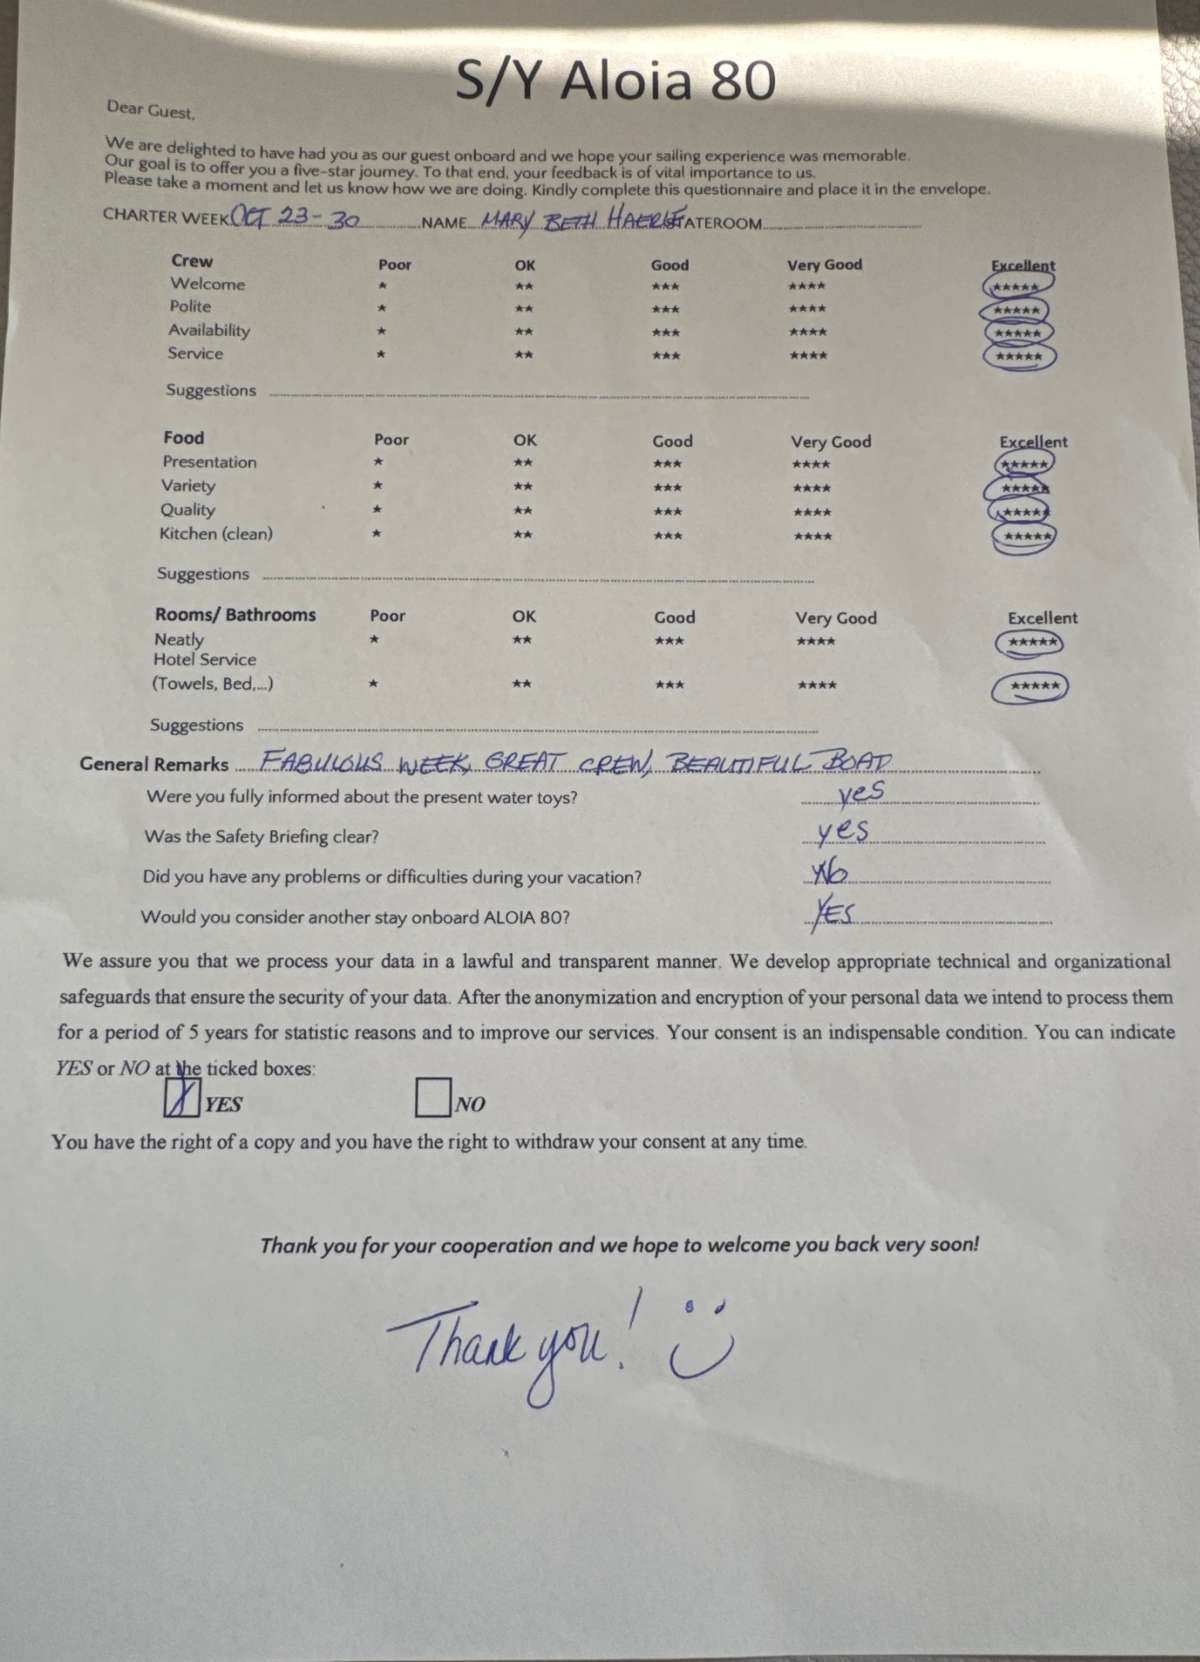 S/Y Aloia 80
Dear Guest,
We are delighted to have had you as our guest onboard and we hope your sailing experience was memorable.
Our goal is to offer you a five-star journey. To that end, your feedback is of vital importance to us.
Please take a moment and let us know how we are doing. Kindly complete this questionnaire and place it in the envelope.
CHARTER WEEK OCT 23-30 NAME MARY BETH STATEROOM
Crew Poor OK Good Very Good Excellent
Welcome ★ ★★ ★★★ ★★★★ ★★★★★
Polite ★ ★★ ★★★ ★★★★ ★★★★★
Availability ★ ★★ ★★★ ★★★★ ★★★★★
Service ★ ★★ ★★★ ★★★★ ★★★★★
Suggestions
Food Poor OK Good Very Good Excellent
Presentation ★ ★★ ★★★ ★★★★ ★★★★★
Variety ★ ★★ ★★★ ★★★★ ★★★★★
Quality ★ ★★ ★★★ ★★★★ ★★★★★
Kitchen (clean) ★ ★★ ★★★ ★★★★ ★★★★★
Suggestions
Rooms/ Bathrooms Poor OK Good Very Good Excellent
Neatly ★ ★★ ★★★ ★★★★ ★★★★★
Hotel Service
(Towels, Bed,...) ★ ★★ ★★★ ★★★★ ★★★★★
Suggestions
General Remarks FABULOUS WEEK, GREAT CREW, BEAUTIFUL BOAT
Were you fully informed about the present water toys? yes
Was the Safety Briefing clear? yes
Did you have any problems or difficulties during your vacation? No
Would you consider another stay onboard ALOIA 80? YES
We assure you that we process your data in a lawful and transparent manner. We develop appropriate technical and organizational
safeguards that ensure the security of your data. After the anonymization and encryption of your personal data we intend to process them
for a period of 5 years for statistic reasons and to improve our services. Your consent is an indispensable condition. You can indicate
YES or NO at the ticked boxes:
X YES NO
You have the right of a copy and you have the right to withdraw your consent at any time.
Thank you for your cooperation and we hope to welcome you back very soon!
Thank you!